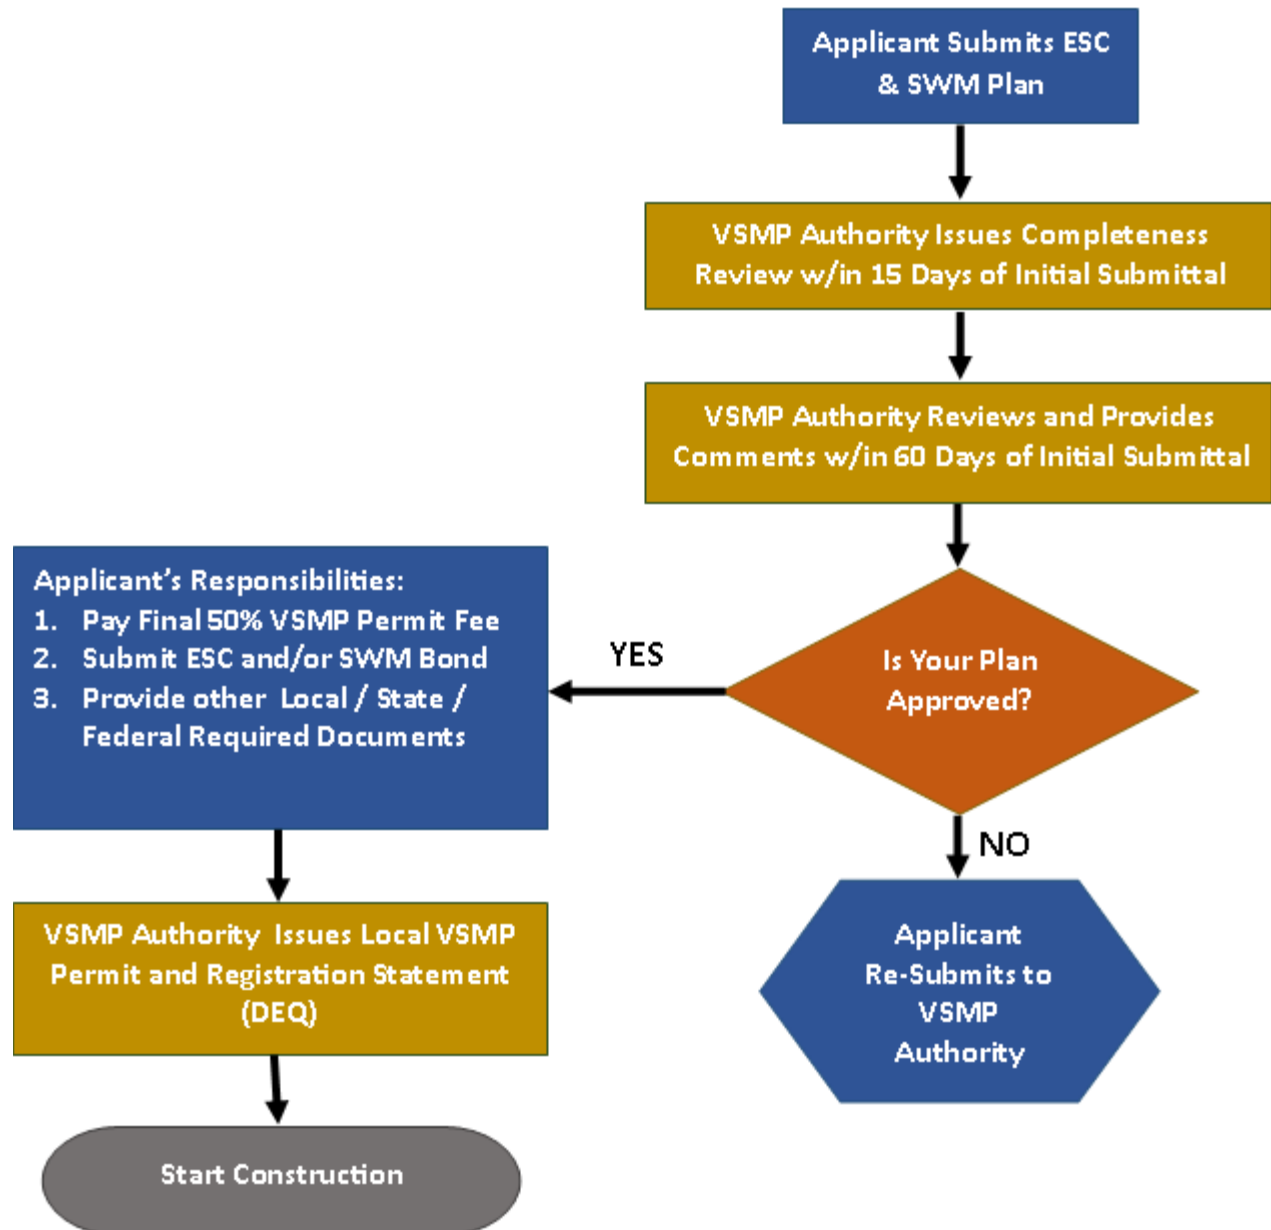 Applicant Submits ESC
& SWM Plan
VSMP Authority Issues Completeness
Review w/in 15 Days of Initial Submittal
VSMP Authority Reviews and Provides
Comments w/in 60 Days of Initial Submittal
Is Your Plan
Approved?
YES
Applicant's Responsibilities:
1. Pay Final 50% VSMP Permit Fee
2. Submit ESC and/or SWM Bond
3. Provide other Local / State /
Federal Required Documents
VSMP Authority Issues Local VSMP
Permit and Registration Statement
(DEQ)
Start Construction
NO
Applicant
Re-Submits to
VSMP
Authority